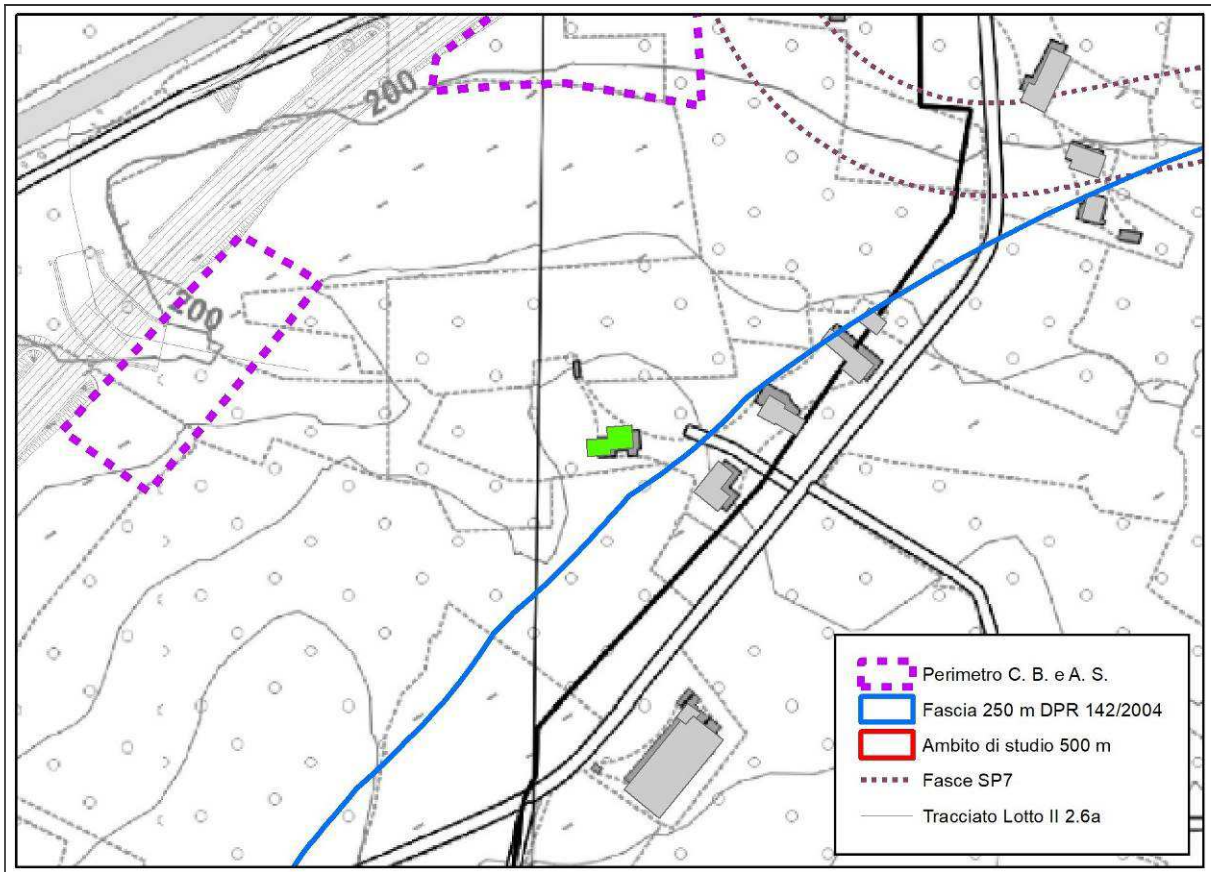 200
200
Perimetro C. B. e A. S.
Fascia 250 m DPR 142/2004
Ambito di studio 500 m
Fasce SP7
Tracciato Lotto II 2.6a